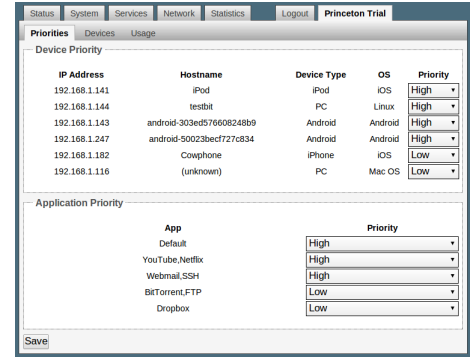 Status System Services Network Statistics Logout Princeton Trial
Priorities Devices Usage
Device Priority
IP Address Hostname Device Type OS Priority
192.168.1.141 iPod iPod iOS High
192.168.1.144 testbit PC Linux High
192.168.1.143 android-303ed576608248b9 Android Android High
192.168.1.247 android-50023becf727c834 Android Android High
192.168.1.182 Cowphone iPhone iOS Low
192.168.1.116 (unknown) PC Mac OS Low
Application Priority
App Priority
Default High
YouTube,Netflix High
Webmail,SSH High
BitTorrent,FTP Low
Dropbox Low
Save